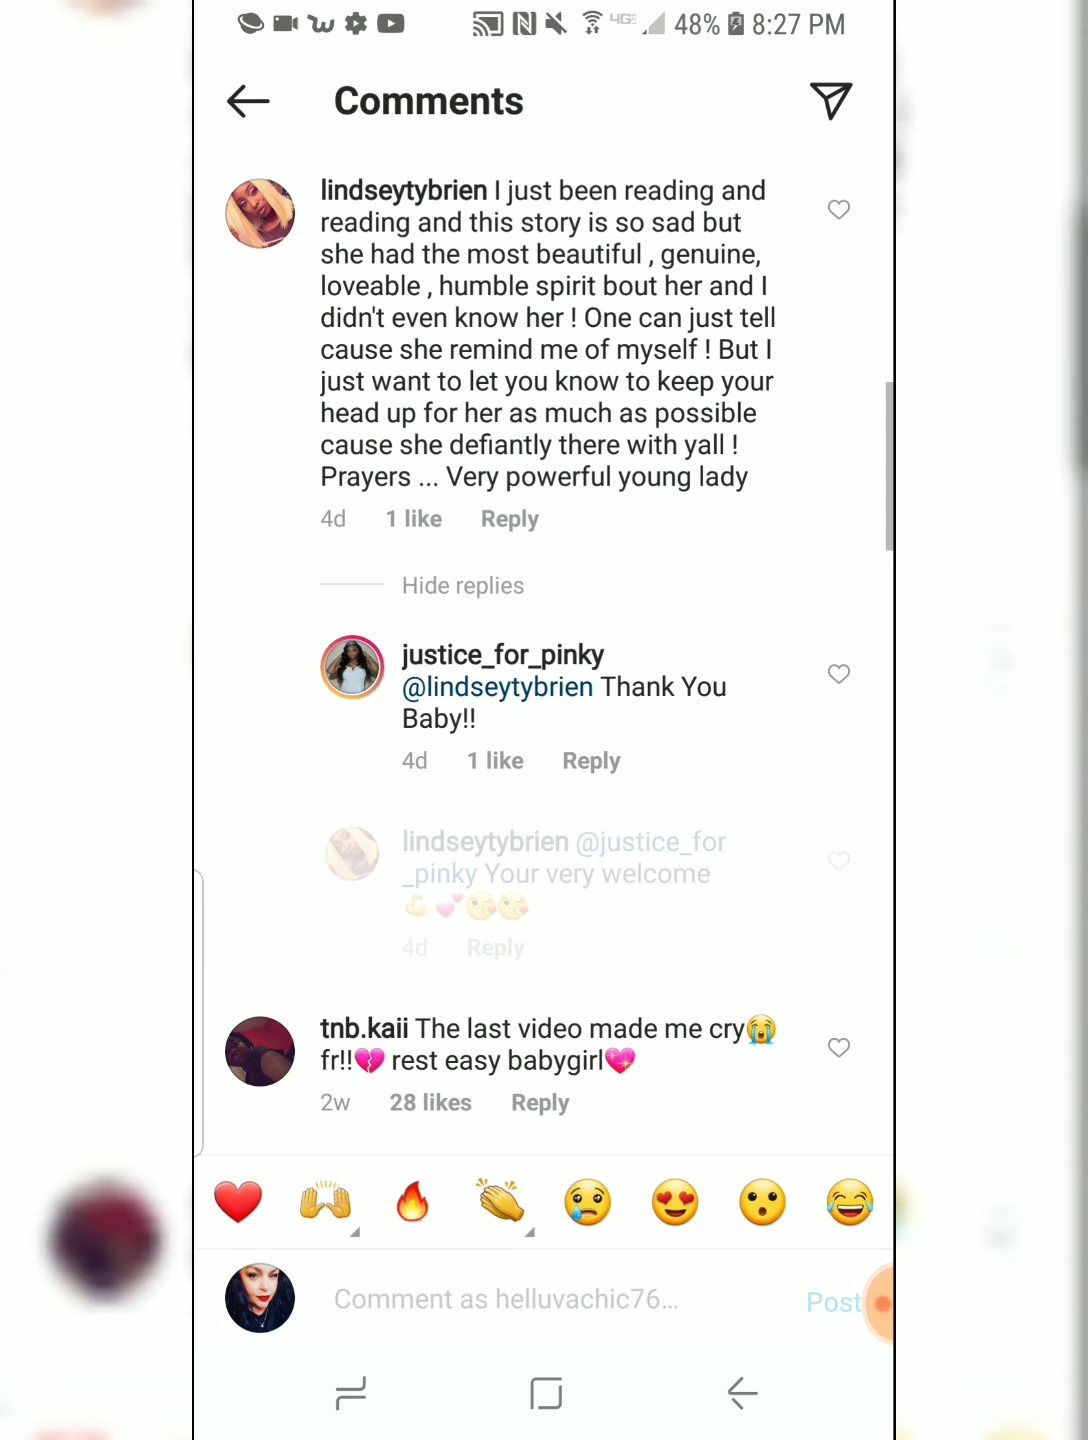 48% 8:27 PM
Comments
lindseytybrien I just been reading and
reading and this story is so sad but
she had the most beautiful , genuine,
loveable , humble spirit bout her and I
didn't even know her ! One can just tell
cause she remind me of myself ! But I
just want to let you know to keep your
head up for her as much as possible
cause she defiantly there with yall !
Prayers ... Very powerful young lady
4d 1 like Reply
Hide replies
justice_for_pinky
@lindseytybrien Thank You
Baby!!
4d 1 like Reply
lindseytybrien @justice_for
_pinky Your very welcome
💪💕😘😘
4d Reply
tnb.kaii The last video made me cry😭
fr!!💔 rest easy babygirl💖
2w 28 likes Reply
❤️ 🙌 🔥 👏 😢 😍 😮 😂
Comment as helluvachic76... Post